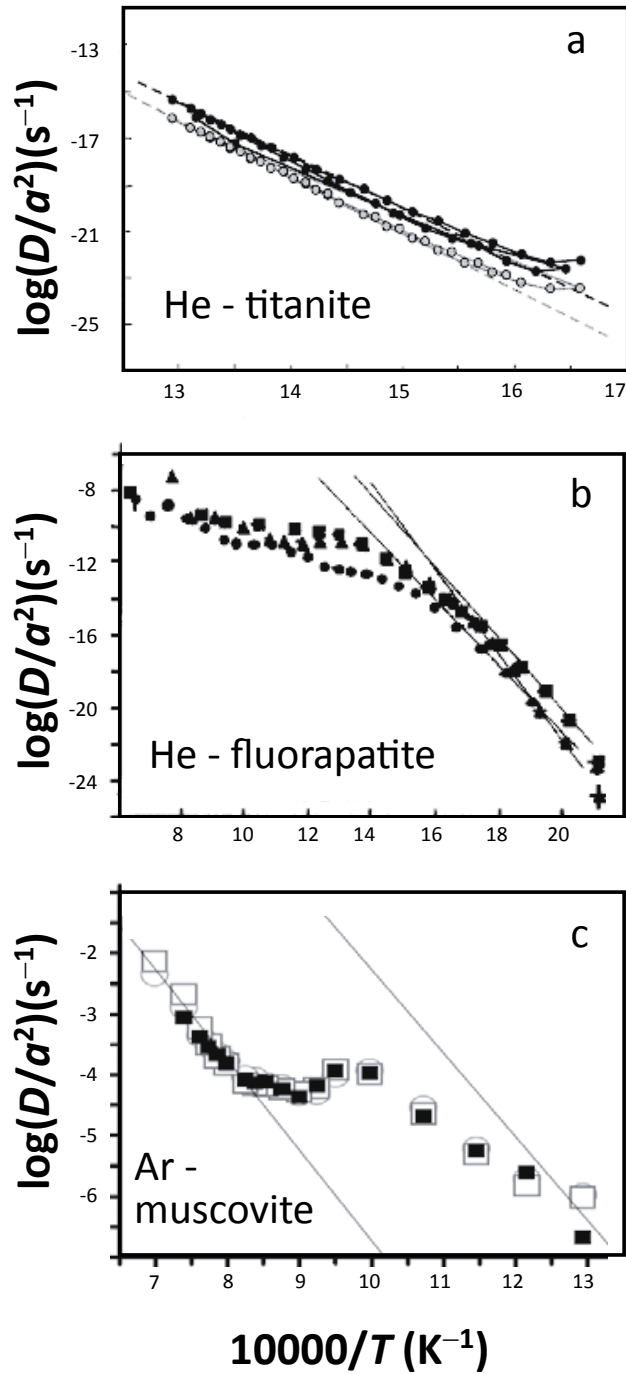 a
log(D/a²)(s⁻¹)
-13
-17
-21
-25
He - titanite
13 14 15 16 17
b
log(D/a²)(s⁻¹)
-8
-12
-16
-20
-24
He - fluorapatite
8 10 12 14 16 18 20
c
log(D/a²)(s⁻¹)
-2
-3
-4
-5
-6
Ar -
muscovite
7 8 9 10 11 12 13
10000/T (K⁻¹)